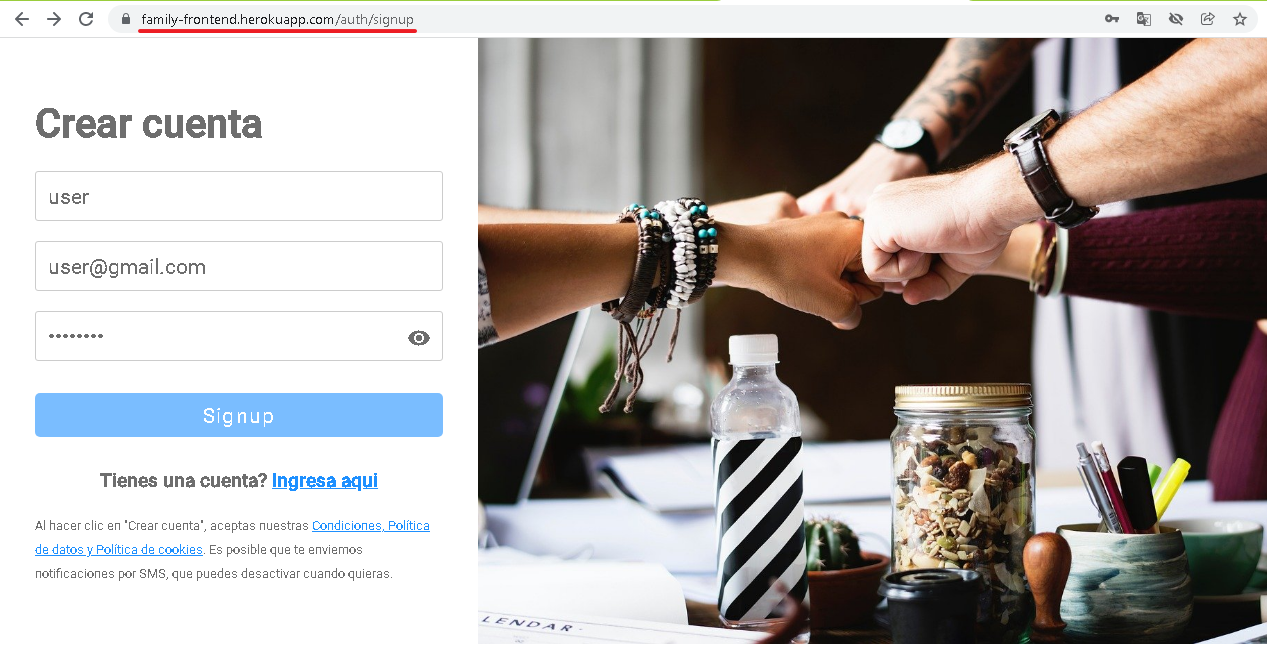 family-frontend.herokuapp.com/auth/signup
Crear cuenta
user
user@gmail.com
••••••••
Signup
Tienes una cuenta? Ingresa aqui
Al hacer clic en "Crear cuenta", aceptas nuestras Condiciones, Política
de datos y Política de cookies. Es posible que te enviemos
notificaciones por SMS, que puedes desactivar cuando quieras.
LENDAR